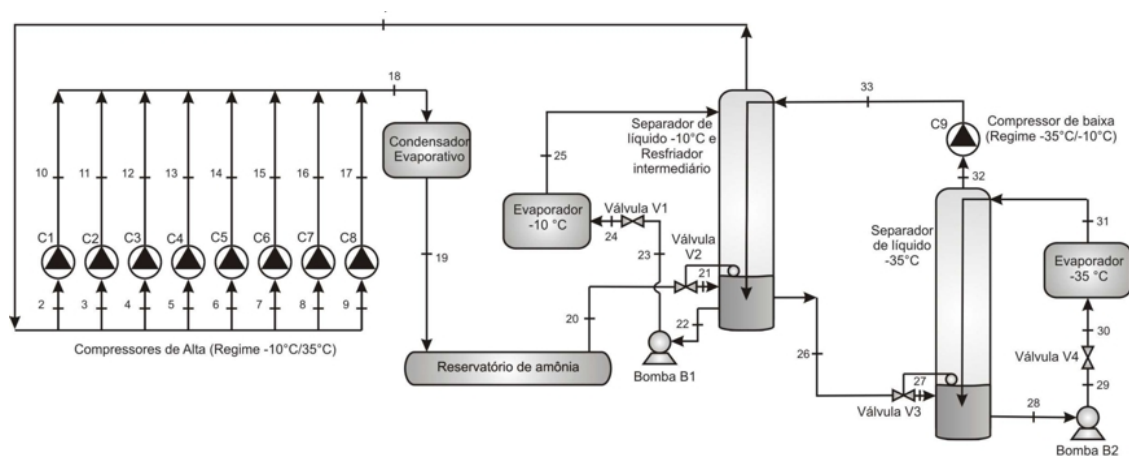 18
33
C9
Compressor de baixa
(Regime -35°C/-10°C)
Condensador
Evaporativo
Separador de
líquido -10°C e
Resfriador
intermediário
25
32
10
11
12
13
14
15
16
17
Evaporador
-10 °C
Válvula V1
24
31
C1
C2
C3
C4
C5
C6
C7
C8
19
23
Válvula
V2
21
Separador
de líquido
-35°C
Evaporador
-35 °C
2
3
4
5
6
7
8
9
20
22
30
Compressores de Alta (Regime -10°C/35°C)
26
Válvula V4
Reservatório de amônia
Bomba B1
27
29
Válvula V3
28
Bomba B2